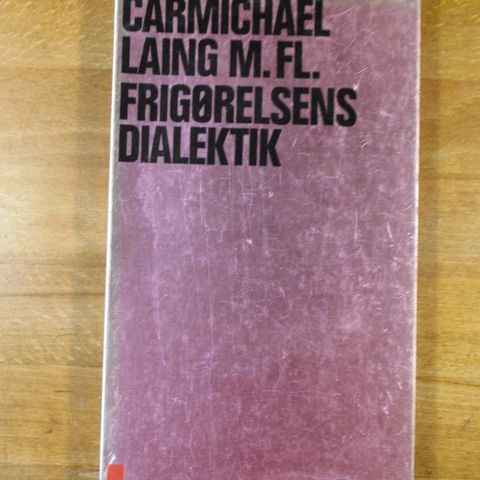 CARMICHAEL
LAING M.FL.
FRIGØRELSENS
DIALEKTIK